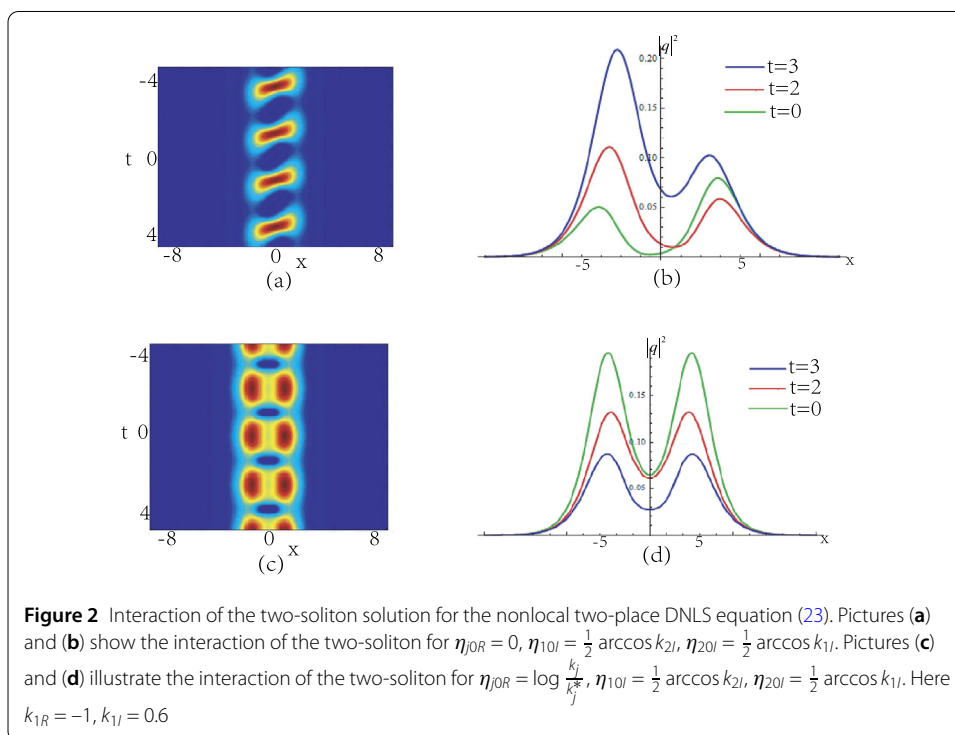 -4
t 0
4
-8 0 x 8
(a)
|q|²
0.20
0.15
0.10
0.05
-5 5 x
t=3
t=2
t=0
(b)
-4
t 0
4
-8 0 x 8
(c)
|q|²
0.15
0.10
0.05
-5 5 x
t=3
t=2
t=0
(d)
Figure 2 Interaction of the two-soliton solution for the nonlocal two-place DNLS equation (23). Pictures (a)
and (b) show the interaction of the two-soliton for η_{j0R} = 0, η_{10I} = 1/2 arccos k_{2I}, η_{20I} = 1/2 arccos k_{1I}. Pictures (c)
and (d) illustrate the interaction of the two-soliton for η_{j0R} = log k_j/k_j^*, η_{10I} = 1/2 arccos k_{2I}, η_{20I} = 1/2 arccos k_{1I}. Here
k_{1R} = –1, k_{1I} = 0.6